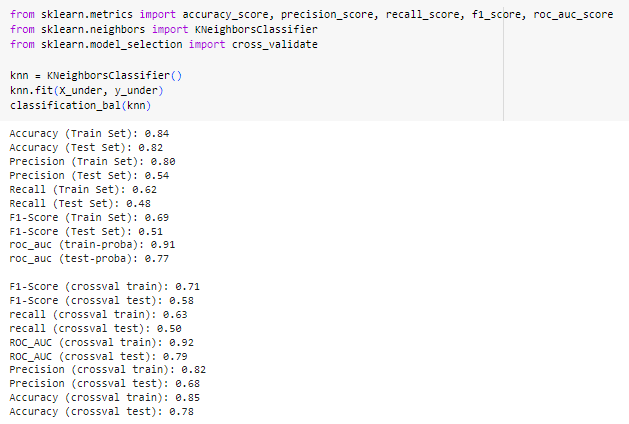 from sklearn.metrics import accuracy_score, precision_score, recall_score, f1_score, roc_auc_score
from sklearn.neighbors import KNeighborsClassifier
from sklearn.model_selection import cross_validate
knn = KNeighborsClassifier()
knn.fit(X_under, y_under)
classification_bal(knn)
Accuracy (Train Set): 0.84
Accuracy (Test Set): 0.82
Precision (Train Set): 0.80
Precision (Test Set): 0.54
Recall (Train Set): 0.62
Recall (Test Set): 0.48
F1-Score (Train Set): 0.69
F1-Score (Test Set): 0.51
roc_auc (train-proba): 0.91
roc_auc (test-proba): 0.77
F1-Score (crossval train): 0.71
F1-Score (crossval test): 0.58
recall (crossval train): 0.63
recall (crossval test): 0.50
ROC_AUC (crossval train): 0.92
ROC_AUC (crossval test): 0.79
Precision (crossval train): 0.82
Precision (crossval test): 0.68
Accuracy (crossval train): 0.85
Accuracy (crossval test): 0.78